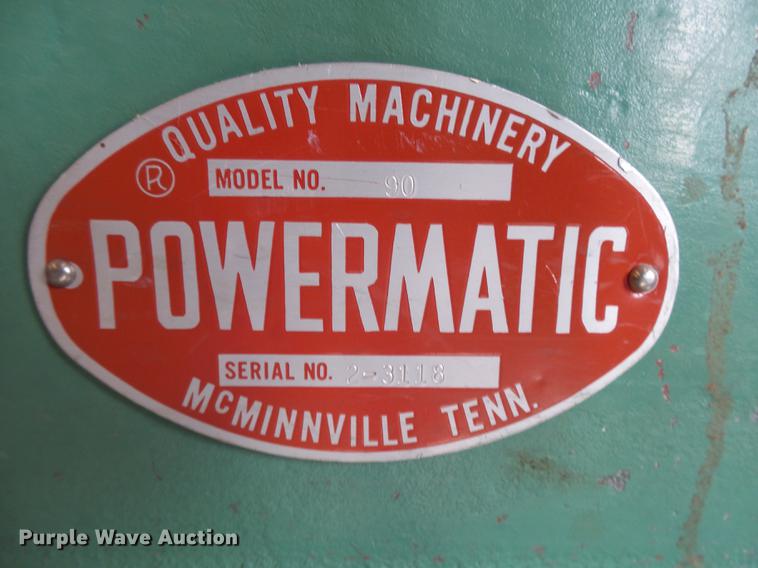 QUALITY MACHINERY
®
MODEL NO. 90
POWERMATIC
SERIAL NO. 2-3118
McMINNVILLE TENN.
Purple Wave Auction